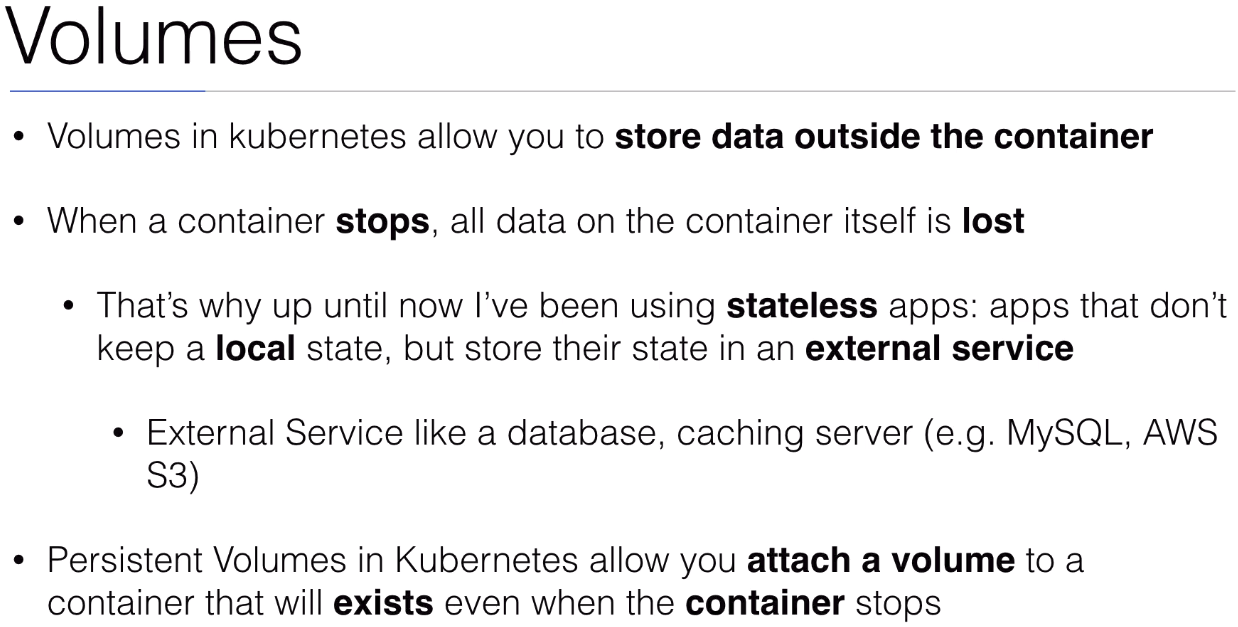 Volumes
• Volumes in kubernetes allow you to store data outside the container
• When a container stops, all data on the container itself is lost
• That's why up until now I've been using stateless apps: apps that don't
keep a local state, but store their state in an external service
• External Service like a database, caching server (e.g. MySQL, AWS
S3)
• Persistent Volumes in Kubernetes allow you attach a volume to a
container that will exists even when the container stops